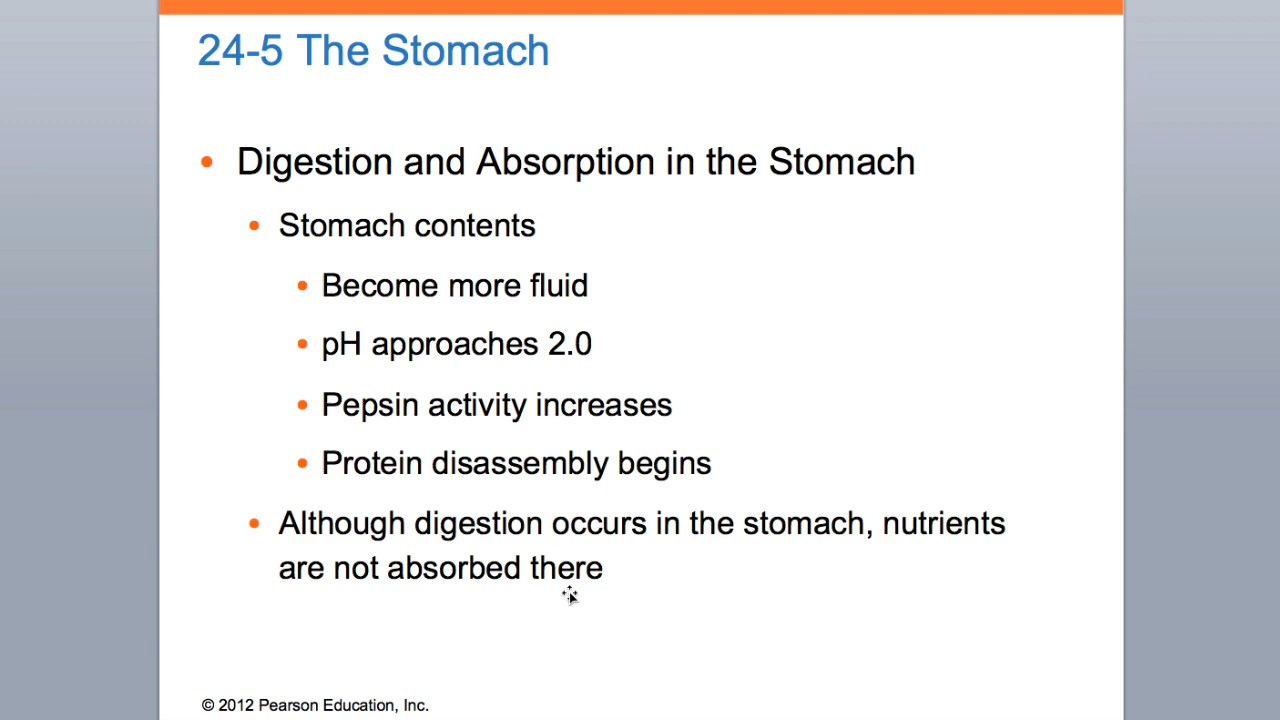 24-5 The Stomach
• Digestion and Absorption in the Stomach
• Stomach contents
• Become more fluid
• pH approaches 2.0
• Pepsin activity increases
• Protein disassembly begins
• Although digestion occurs in the stomach, nutrients
are not absorbed there
© 2012 Pearson Education, Inc.